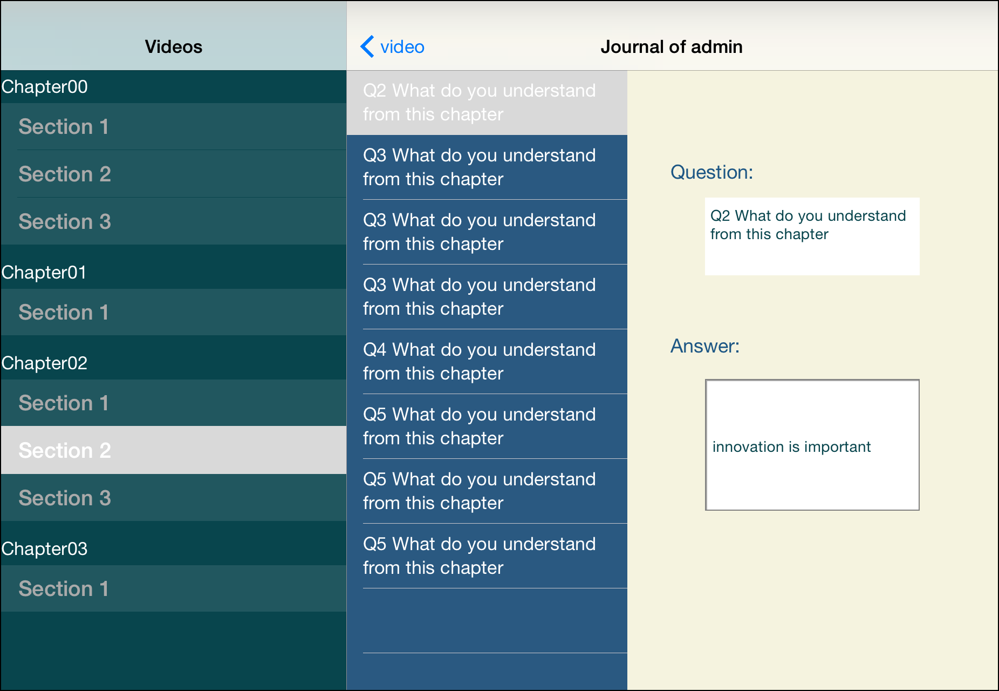 Videos
Chapter00
Section 1
Section 2
Section 3
Chapter01
Section 1
Chapter02
Section 1
Section 2
Section 3
Chapter03
Section 1
video
Journal of admin
Q2 What do you understand
from this chapter
Q3 What do you understand
from this chapter
Q3 What do you understand
from this chapter
Q3 What do you understand
from this chapter
Q4 What do you understand
from this chapter
Q5 What do you understand
from this chapter
Q5 What do you understand
from this chapter
Q5 What do you understand
from this chapter
Question:
Q2 What do you understand
from this chapter
Answer:
innovation is important